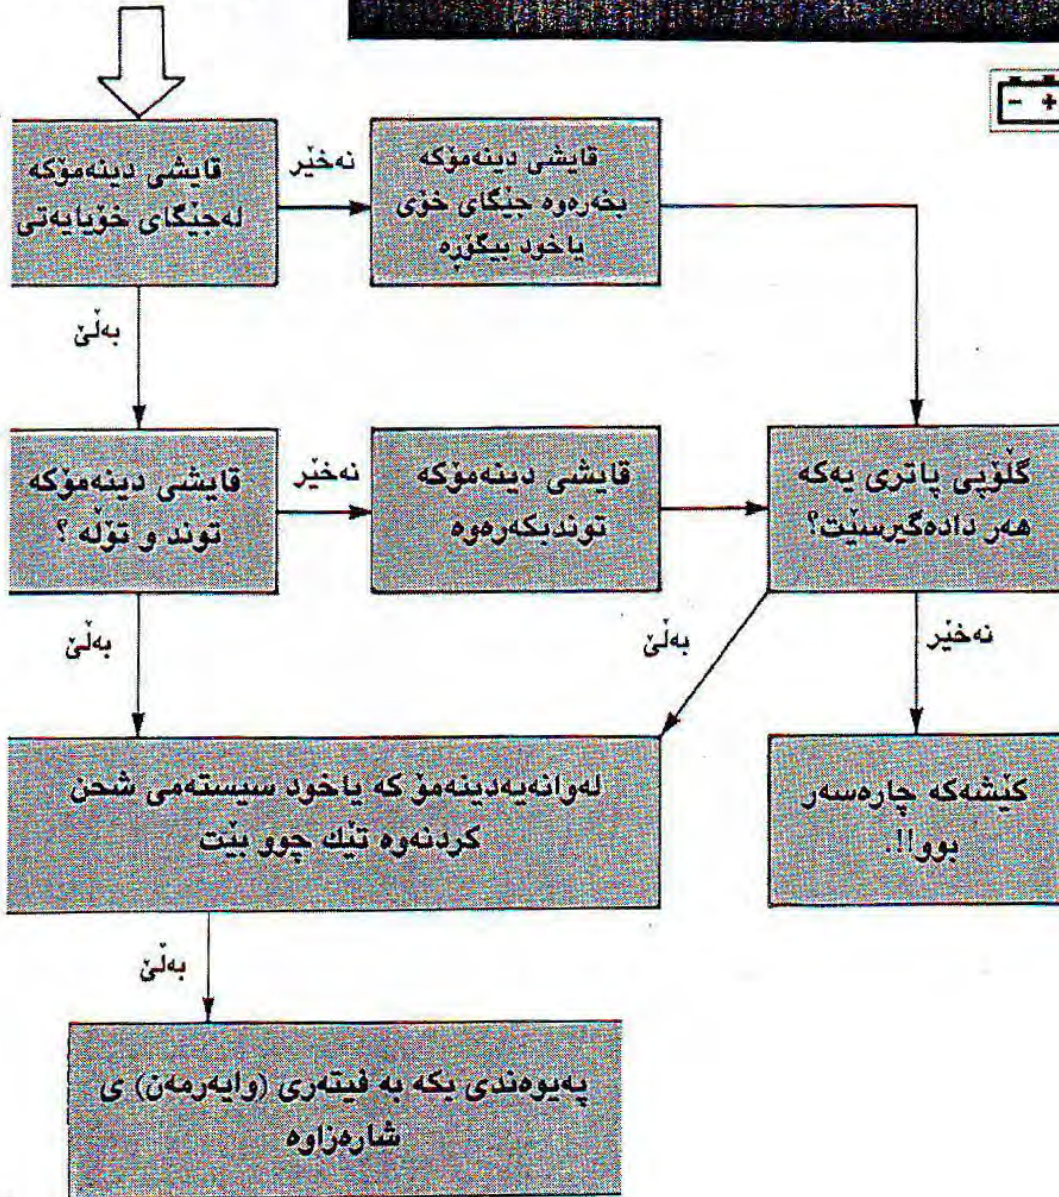 - +
قایشی دینەمۆکە
لەجێگای خۆیایەتی
نەخێر
قایشی دینەمۆکە
بخەرەوە جێگای خۆی
یاخود بیگۆڕە
بەڵێ
قایشی دینەمۆکە
توند و تۆڵە ؟
نەخێر
قایشی دینەمۆکە
توندبکەرەوە
گڵۆپی پاتری یەکە
هەر دادەگیرسێت؟
بەڵێ
بەڵێ
نەخێر
لەوانەیەدینەمۆ کە یاخود سیستەمی شحن
کردنەوە تێك چوو بێت
کێشەکە چارەسەر
بوو!!.
بەڵێ
پەیوەندی بکە بە فیتەری (وایەرمەن) ی
شارەزاوە